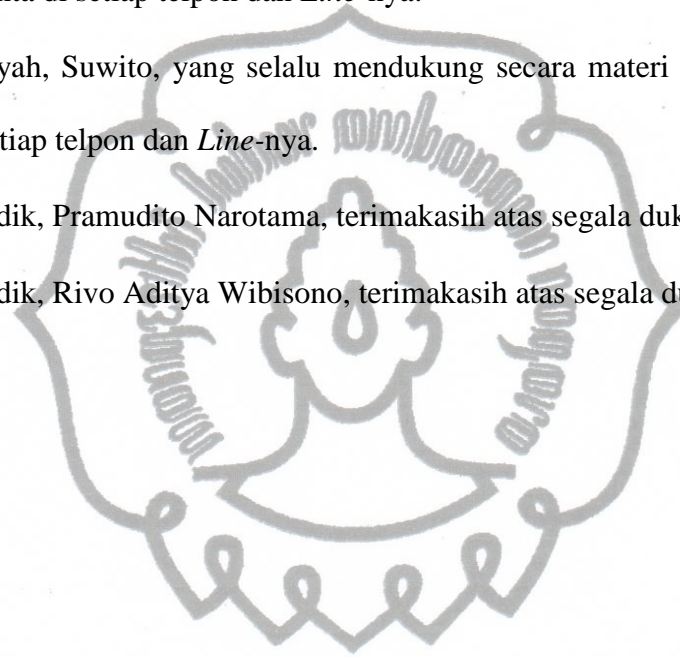 di setiap telpon dan Line-nya.
yah, Suwito, yang selalu mendukung secara materi
tiap telpon dan Line-nya.
dik, Pramudito Narotama, terimakasih atas segala duk
dik, Rivo Aditya Wibisono, terimakasih atas segala du